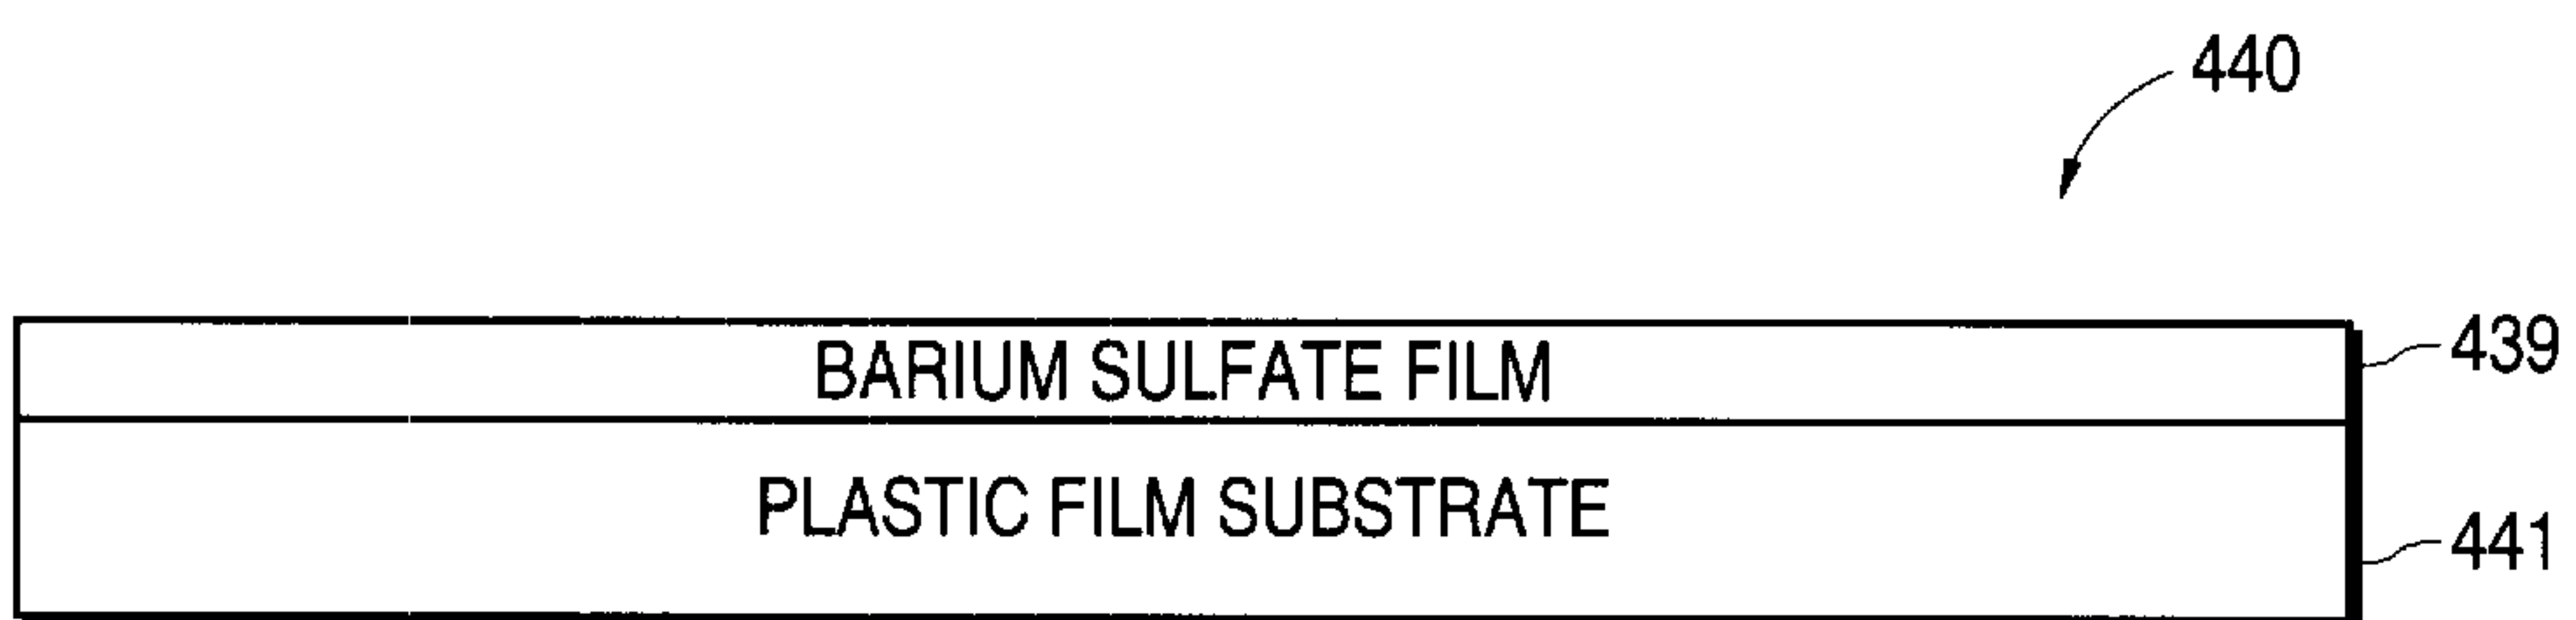 440
BARIUM SULFATE FILM
439
PLASTIC FILM SUBSTRATE
441